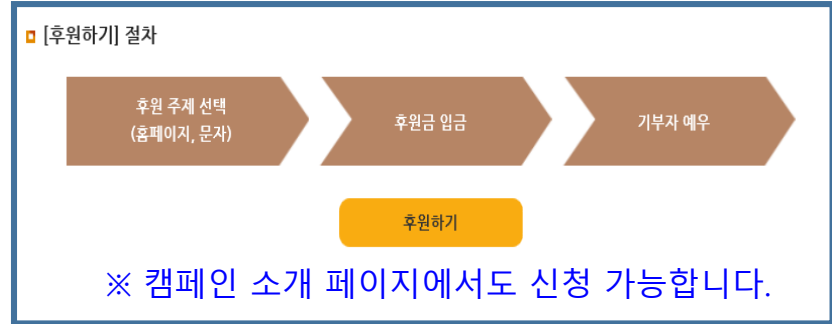 [후원하기] 절차
후원 주제 선택
(홈페이지, 문자)
후원금 입금
기부자 예우
후원하기
※ 캠페인 소개 페이지에서도 신청 가능합니다.